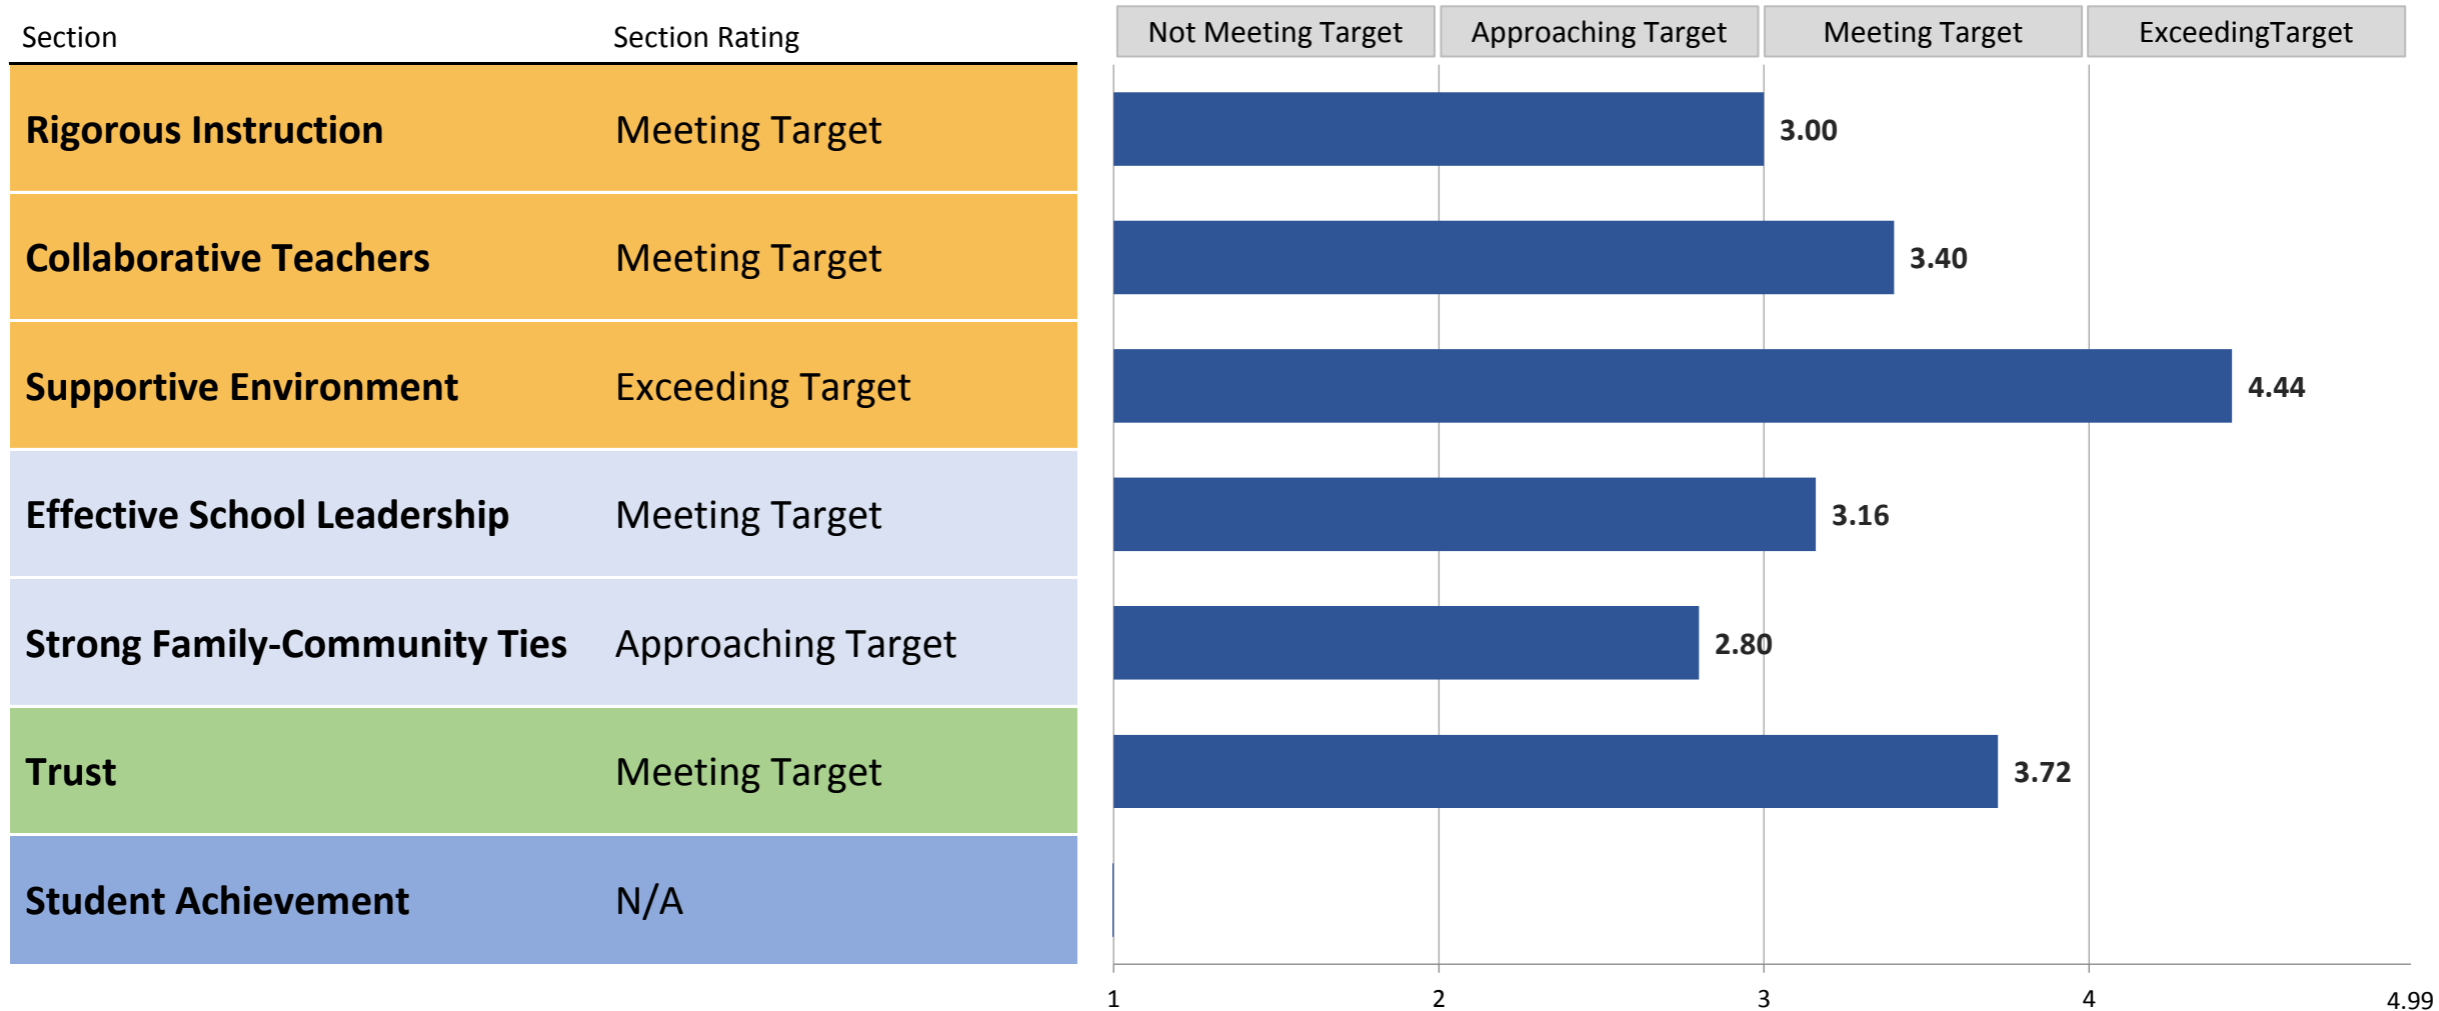 Section Section Rating Not Meeting Target Approaching Target Meeting Target ExceedingTarget
Rigorous Instruction Meeting Target 3.00
Collaborative Teachers Meeting Target 3.40
Supportive Environment Exceeding Target 4.44
Effective School Leadership Meeting Target 3.16
Strong Family-Community Ties Approaching Target 2.80
Trust Meeting Target 3.72
Student Achievement N/A
1 2 3 4 4.99